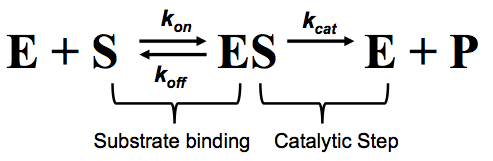 k_on k_cat
E + S ⇌ ES → E + P
k_off
Substrate binding Catalytic Step